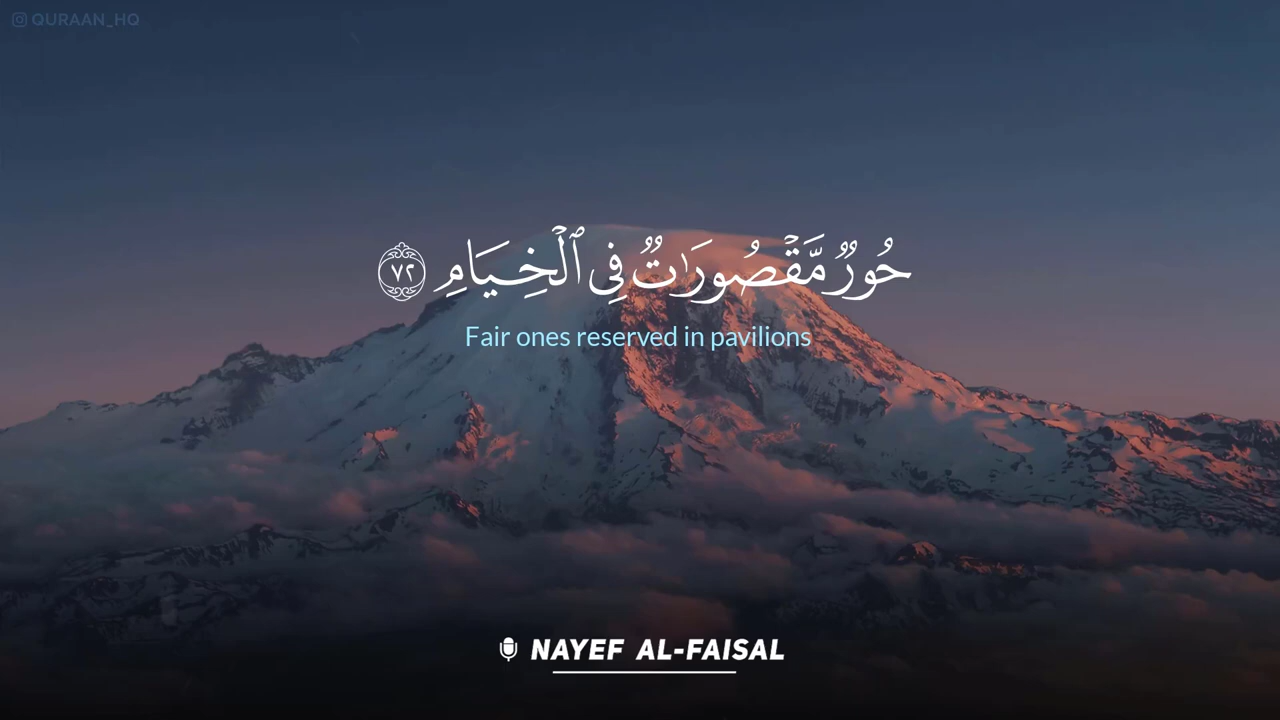 QURAAN_HQ
حُورٌ مَّقْصُورَٰتٌ فِى ٱلْخِيَامِ ٧٢
Fair ones reserved in pavilions
NAYEF AL-FAISAL